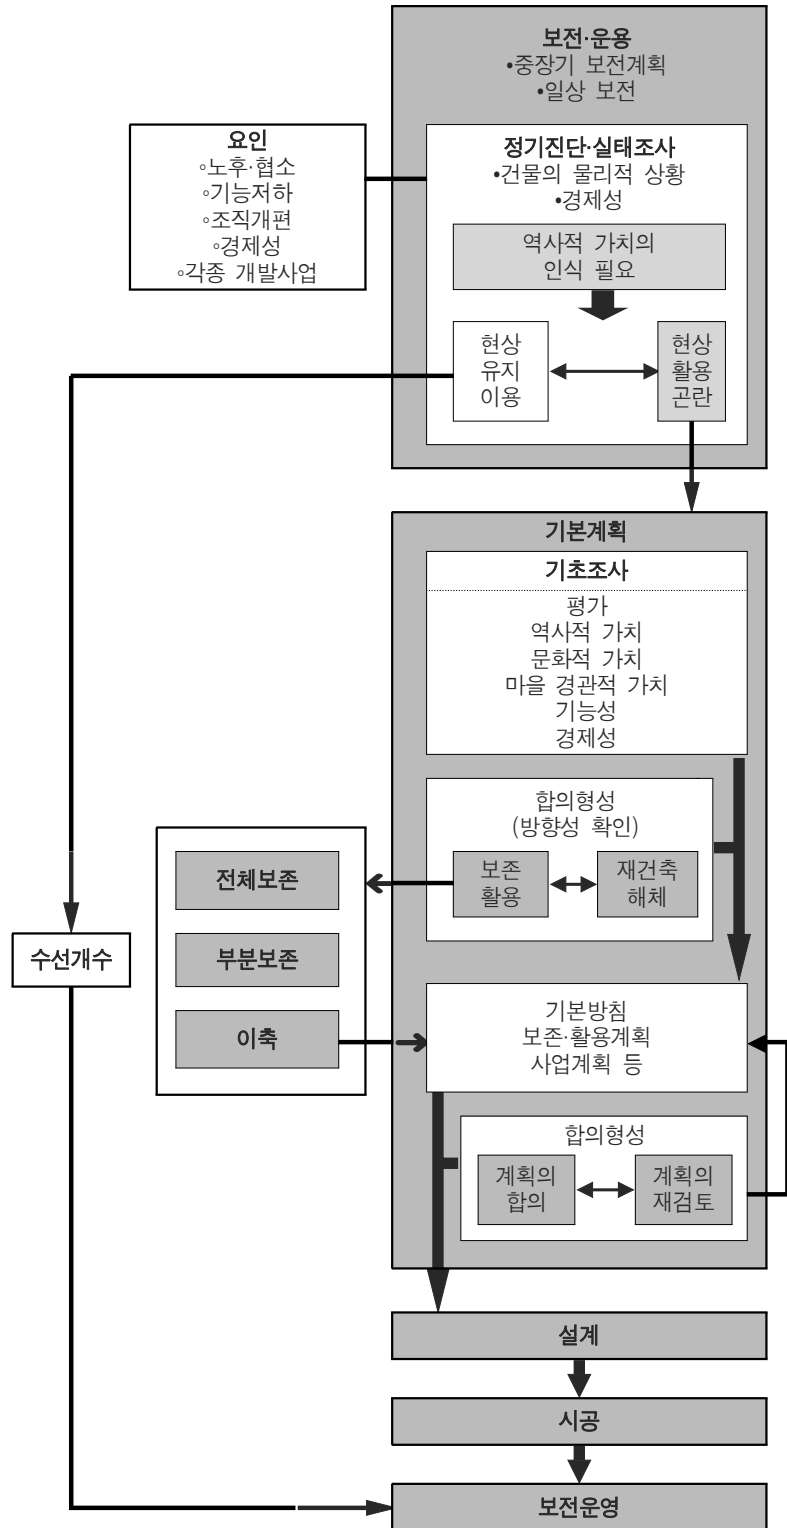 보전·운용
•중장기 보전계획
•일상 보전
요인
◦노후·협소
◦기능저하
◦조직개편
◦경제성
◦각종 개발사업
정기진단·실태조사
•건물의 물리적 상황
•경제성
역사적 가치의
인식 필요
현상
유지
이용
현상
활용
곤란
기본계획
기초조사
평가
역사적 가치
문화적 가치
마을 경관적 가치
기능성
경제성
합의형성
(방향성 확인)
보존
활용
재건축
해체
전체보존
부분보존
이축
수선개수
기본방침
보존·활용계획
사업계획 등
합의형성
계획의
합의
계획의
재검토
설계
시공
보전운영